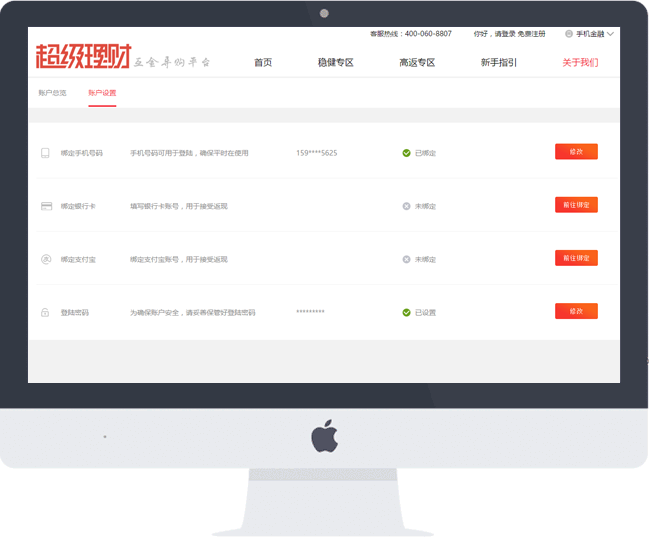 客服热线：400-060-8807 你好，请登录 免费注册 手机金融
超级理财 互金导购平台 首页 稳健专区 高返专区 新手指引 关于我们
账户总览 账户设置
绑定手机号码 手机号码可用于登陆，确保平时在使用 159****5625 已绑定 修改
绑定银行卡 填写银行卡账号，用于接受返现 未绑定 前往绑定
绑定支付宝 绑定支付宝账号，用于接受返现 未绑定 前往绑定
登陆密码 为确保账户安全，请妥善保管好登陆密码 ********* 已设置 修改